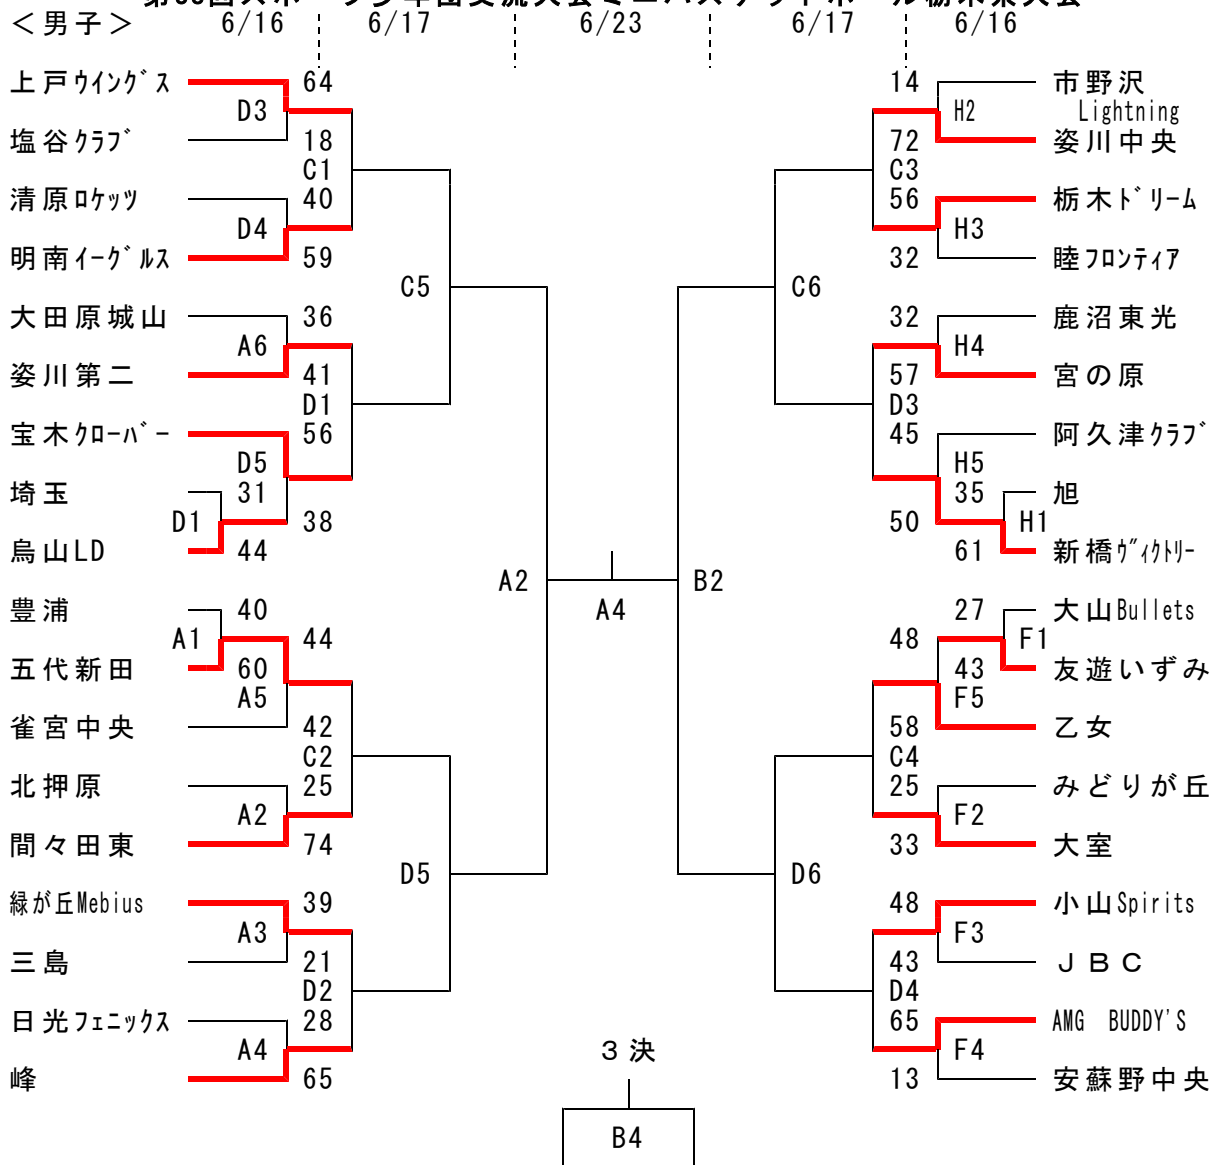 ＜男子＞ 6/16 6/17 6/23 6/17 6/16
上戸ｳｲﾝｸﾞｽ 64 14 市野沢
D3 H2 Lightning
塩谷ｸﾗﾌﾞ 18 72 姿川中央
C1 C3
清原ﾛｹｯﾂ 40 56 栃木ﾄﾞﾘｰﾑ
D4 H3
明南ｲｰｸﾞﾙｽ 59 32 睦ﾌﾛﾝﾃｨｱ
C5 C6
大田原城山 36 32 鹿沼東光
A6 H4
姿川第二 41 57 宮の原
D1 D3
宝木ｸﾛｰﾊﾞｰ 56 45 阿久津ｸﾗﾌﾞ
D5 H5
埼玉 31 35 旭
D1 38 50 H1
烏山LD 44 61 新橋ｳﾞｨｸﾄﾘｰ
A2 B2
A4
豊浦 40 27 大山Bullets
A1 44 48 F1
五代新田 60 43 友遊いずみ
A5 F5
雀宮中央 42 58 乙女
C2 C4
北押原 25 25 みどりが丘
A2 F2
間々田東 74 33 大室
D5 D6
緑が丘Mebius 39 48 小山Spirits
A3 F3
三島 21 43 ＪＢＣ
D2 D4
日光ﾌｪﾆｯｸｽ 28 65 AMG BUDDY'S
A4 3決 F4
峰 65 13 安蘇野中央
B4